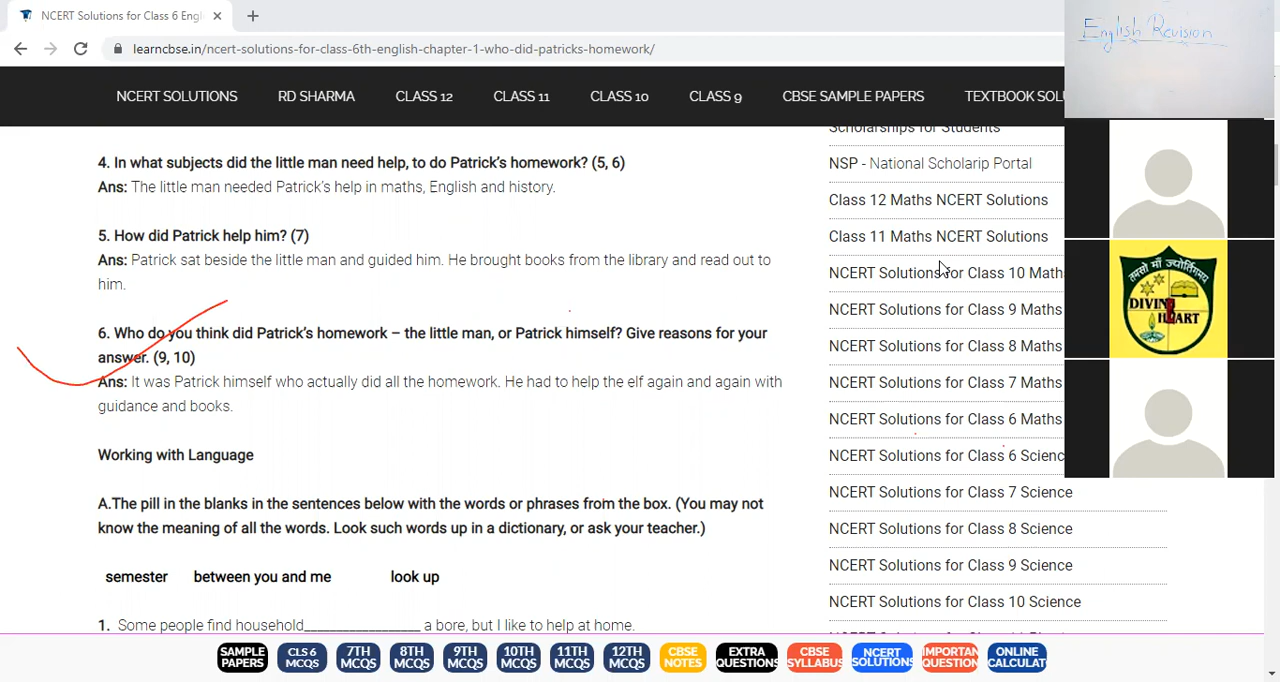 NCERT Solutions for Class 6 Engl
learncbse.in/ncert-solutions-for-class-6th-english-chapter-1-who-did-patricks-homework/
English Revision
NCERT SOLUTIONS RD SHARMA CLASS 12 CLASS 11 CLASS 10 CLASS 9 CBSE SAMPLE PAPERS TEXTBOOK SOLU
4. In what subjects did the little man need help, to do Patrick's homework? (5, 6)
Ans: The little man needed Patrick's help in maths, English and history.
5. How did Patrick help him? (7)
Ans: Patrick sat beside the little man and guided him. He brought books from the library and read out to
him.
6. Who do you think did Patrick's homework – the little man, or Patrick himself? Give reasons for your
answer. (9, 10)
Ans: It was Patrick himself who actually did all the homework. He had to help the elf again and again with
guidance and books.
Working with Language
A.The pill in the blanks in the sentences below with the words or phrases from the box. (You may not
know the meaning of all the words. Look such words up in a dictionary, or ask your teacher.)
semester between you and me look up
1. Some people find household_________________ a bore, but I like to help at home.
Scholarships for Students
NSP - National Scholarip Portal
Class 12 Maths NCERT Solutions
Class 11 Maths NCERT Solutions
NCERT Solutions for Class 10 Maths
NCERT Solutions for Class 9 Maths
NCERT Solutions for Class 8 Maths
NCERT Solutions for Class 7 Maths
NCERT Solutions for Class 6 Maths
NCERT Solutions for Class 6 Scienc
NCERT Solutions for Class 7 Science
NCERT Solutions for Class 8 Science
NCERT Solutions for Class 9 Science
NCERT Solutions for Class 10 Science
तमसो माँ ज्योतिर्गमय
DIVINE
HEART
SAMPLE PAPERS
CLS 6 MCQS
7TH MCQS
8TH MCQS
9TH MCQS
10TH MCQS
11TH MCQS
12TH MCQS
CBSE NOTES
EXTRA QUESTIONS
CBSE SYLLABUS
NCERT SOLUTIONS
IMPORTAN QUESTION
ONLINE CALCULAT